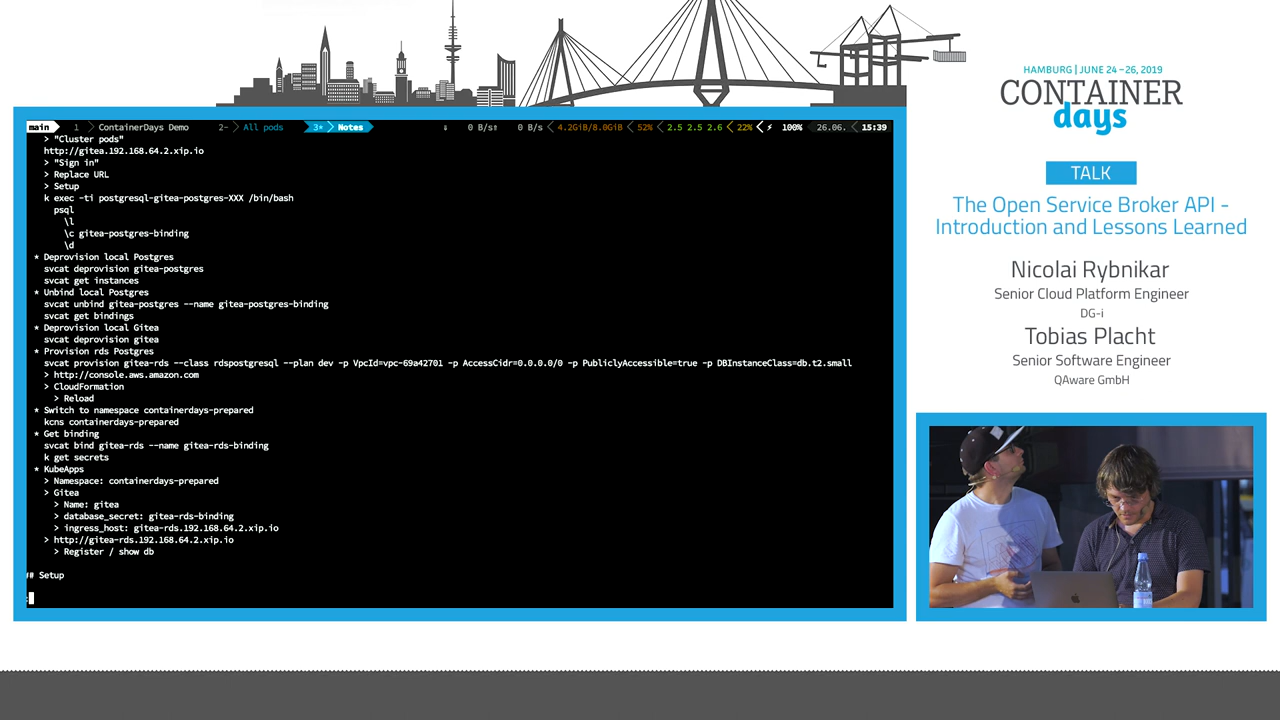 HAMBURG | JUNE 24–26, 2019
CONTAINER
days
TALK
The Open Service Broker API -
Introduction and Lessons Learned
Nicolai Rybnikar
Senior Cloud Platform Engineer
DG-i
Tobias Placht
Senior Software Engineer
QAware GmbH
main 1 ContainerDays Demo 2- All pods 3* Notes ↓ 0 B/s↑ 0 B/s 4.2GiB/8.0GiB 52% 2.5 2.5 2.6 22% ⚡ 100% 26.06. 15:39
> "Cluster pods"
http://gitea.192.168.64.2.xip.io
> "Sign in"
> Replace URL
> Setup
k exec -ti postgresql-gitea-postgres-XXX /bin/bash
psql
\l
\c gitea-postgres-binding
\d
* Deprovision local Postgres
svcat deprovision gitea-postgres
svcat get instances
* Unbind local Postgres
svcat unbind gitea-postgres --name gitea-postgres-binding
svcat get bindings
* Deprovision local Gitea
svcat deprovision gitea
* Provision rds Postgres
svcat provision gitea-rds --class rdspostgresql --plan dev -p VpcId=vpc-69a42701 -p AccessCidr=0.0.0.0/0 -p PubliclyAccessible=true -p DBInstanceClass=db.t2.small
> http://console.aws.amazon.com
> CloudFormation
> Reload
* Switch to namespace containerdays-prepared
kcns containerdays-prepared
* Get binding
svcat bind gitea-rds --name gitea-rds-binding
k get secrets
* KubeApps
> Namespace: containerdays-prepared
> Gitea
> Name: gitea
> database_secret: gitea-rds-binding
> ingress_host: gitea-rds.192.168.64.2.xip.io
> http://gitea-rds.192.168.64.2.xip.io
> Register / show db
## Setup
: